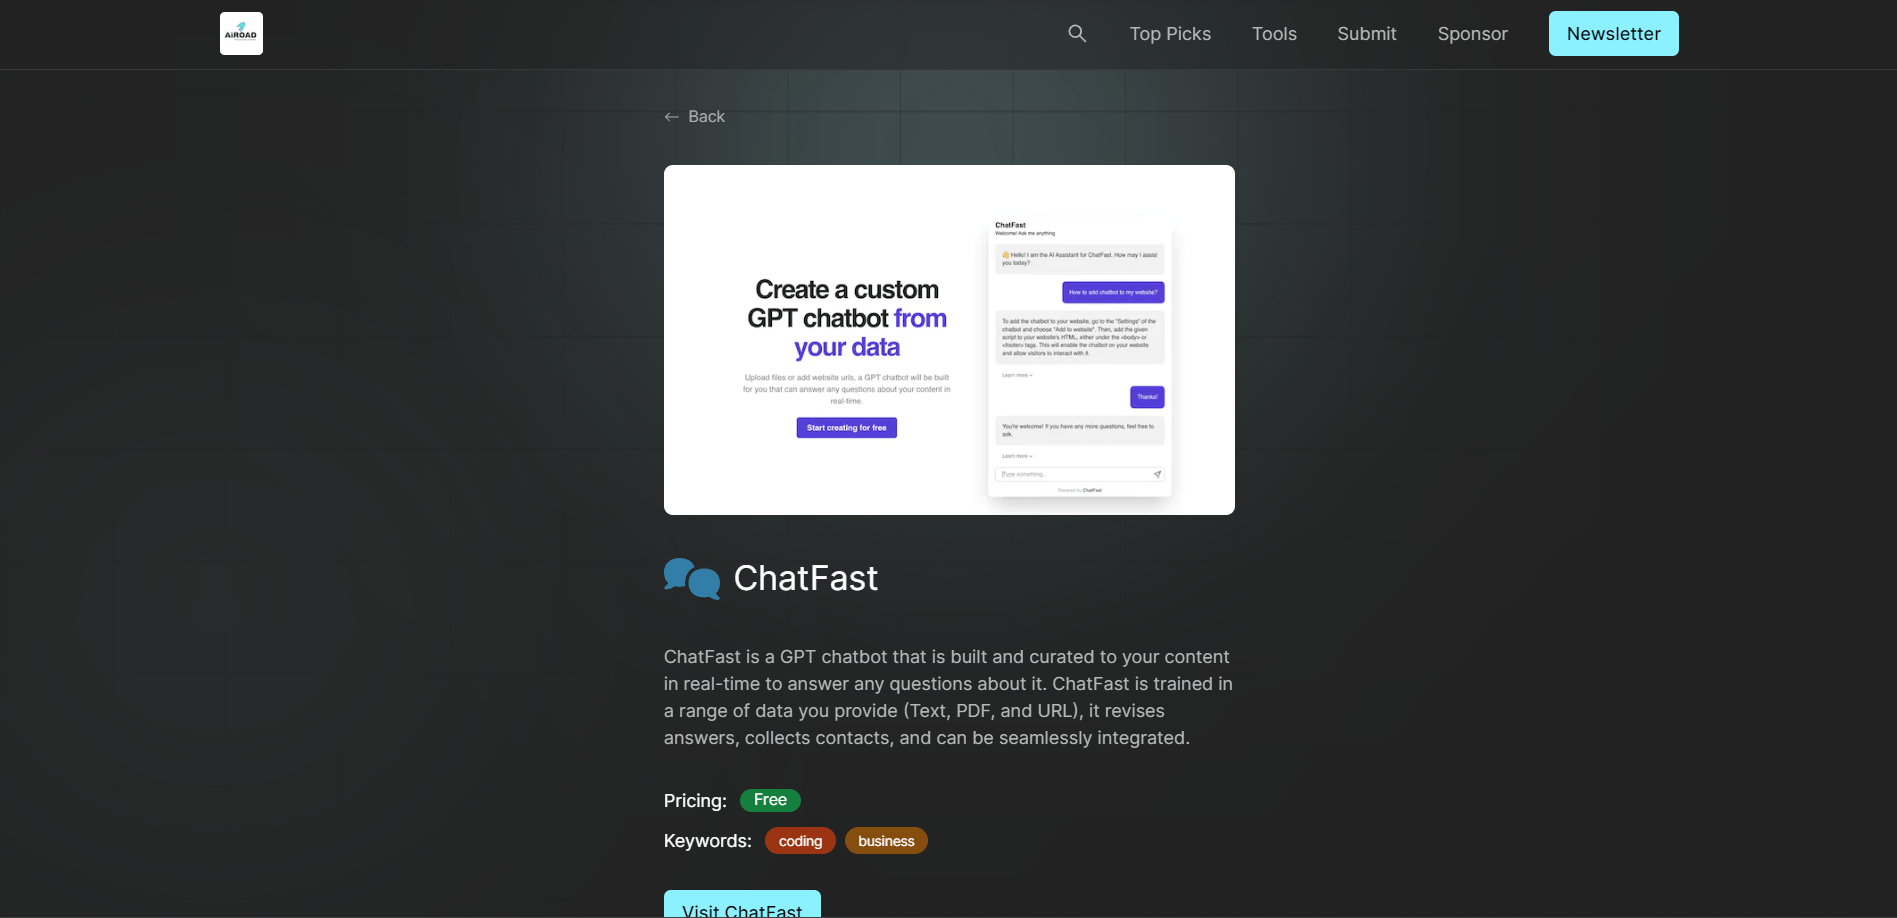 AiROAD
Top Picks
Tools
Submit
Sponsor
Newsletter
← Back
Create a custom
GPT chatbot from
your data
Upload files or add website urls, a GPT chatbot will be built
for you that can answer any questions about your content in
real-time.
Start creating for free
ChatFast
Welcome! Ask me anything
👋 Hello! I am the AI Assistant for ChatFast. How may I assist
you today?
How to add chatbot to my website?
To add the chatbot to your website, go to the "Settings" of the
chatbot and choose "Add to website". Then, add the given
script to your website's HTML, either under the <body> or
<footer> tags. This will enable the chatbot on your website
and allow visitors to interact with it.
Learn more
Thanks!
You're welcome! If you have any more questions, feel free to
ask.
Learn more
Type something...
Powered by ChatFast
ChatFast
ChatFast is a GPT chatbot that is built and curated to your content
in real-time to answer any questions about it. ChatFast is trained in
a range of data you provide (Text, PDF, and URL), it revises
answers, collects contacts, and can be seamlessly integrated.
Pricing: Free
Keywords: coding business
Visit ChatFast